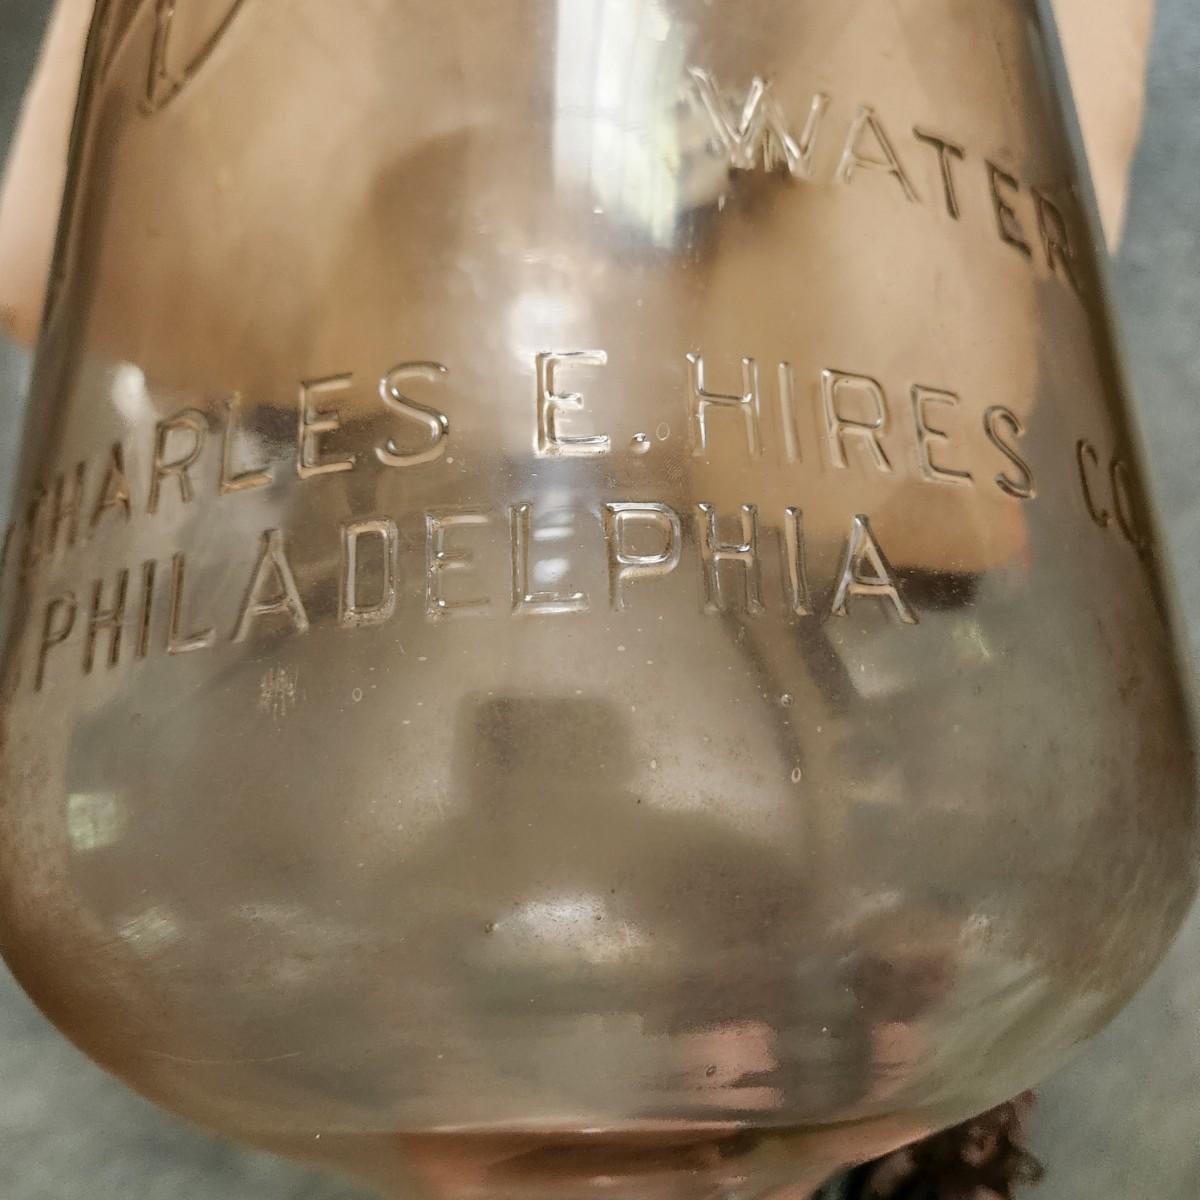 WATER
CHARLES E. HIRES CO.
PHILADELPHIA